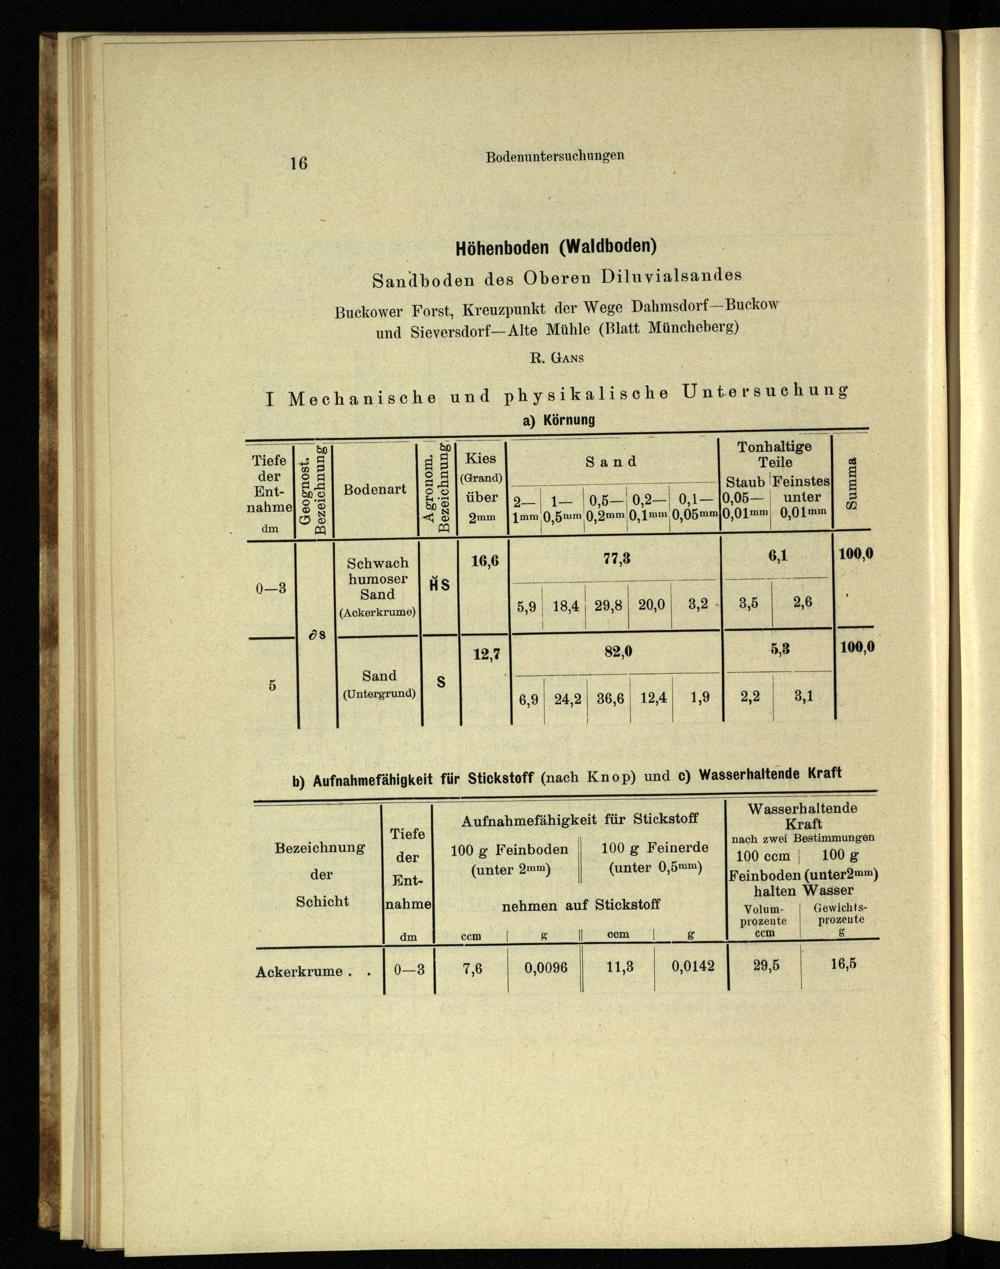 16
Bodenuntersuchungen
Höhenboden (Waldboden)
Sandboden des Oberen Diluvialsandes
Buckower Forst, Kreuzpunkt der Wege Dahmsdorf—Buckow
und Sieversdorf—Alte Mühle (Blatt Müncheberg)
R. GANS
I Mechanische und physikalische Untersuchung
a) Körnung
Tiefe der Ent-nahme dm | Geognost. Bezeichnung | Bodenart | Agronom. Bezeichnung | Kies (Grand) über 2mm | Sand | Tonhaltige Teile | Summa
2—1mm | 1—0,5mm | 0,5—0,2mm | 0,2—0,1mm | 0,1—0,05mm | Staub 0,05—0,01mm | Feinstes unter 0,01mm
0—3 | ∂s | Schwach humoser Sand (Ackerkrume) | H̆S | 16,6 | 77,3 | 6,1 | 100,0
5,9 | 18,4 | 29,8 | 20,0 | 3,2 | 3,5 | 2,6
5 | Sand (Untergrund) | S | 12,7 | 82,0 | 5,3 | 100,0
6,9 | 24,2 | 36,6 | 12,4 | 1,9 | 2,2 | 3,1
b) Aufnahmefähigkeit für Stickstoff (nach Knop) und c) Wasserhaltende Kraft
Bezeichnung der Schicht | Tiefe der Ent-nahme dm | Aufnahmefähigkeit für Stickstoff | Wasserhaltende Kraft nach zwei Bestimmungen
100 g Feinboden (unter 2mm) | 100 g Feinerde (unter 0,5mm) | 100 ccm | 100 g
nehmen auf Stickstoff | Feinboden (unter 2mm) halten Wasser
ccm | g | ccm | g | Volum-prozente ccm | Gewichts-prozente g
Ackerkrume . . | 0—3 | 7,6 | 0,0096 | 11,3 | 0,0142 | 29,5 | 16,5